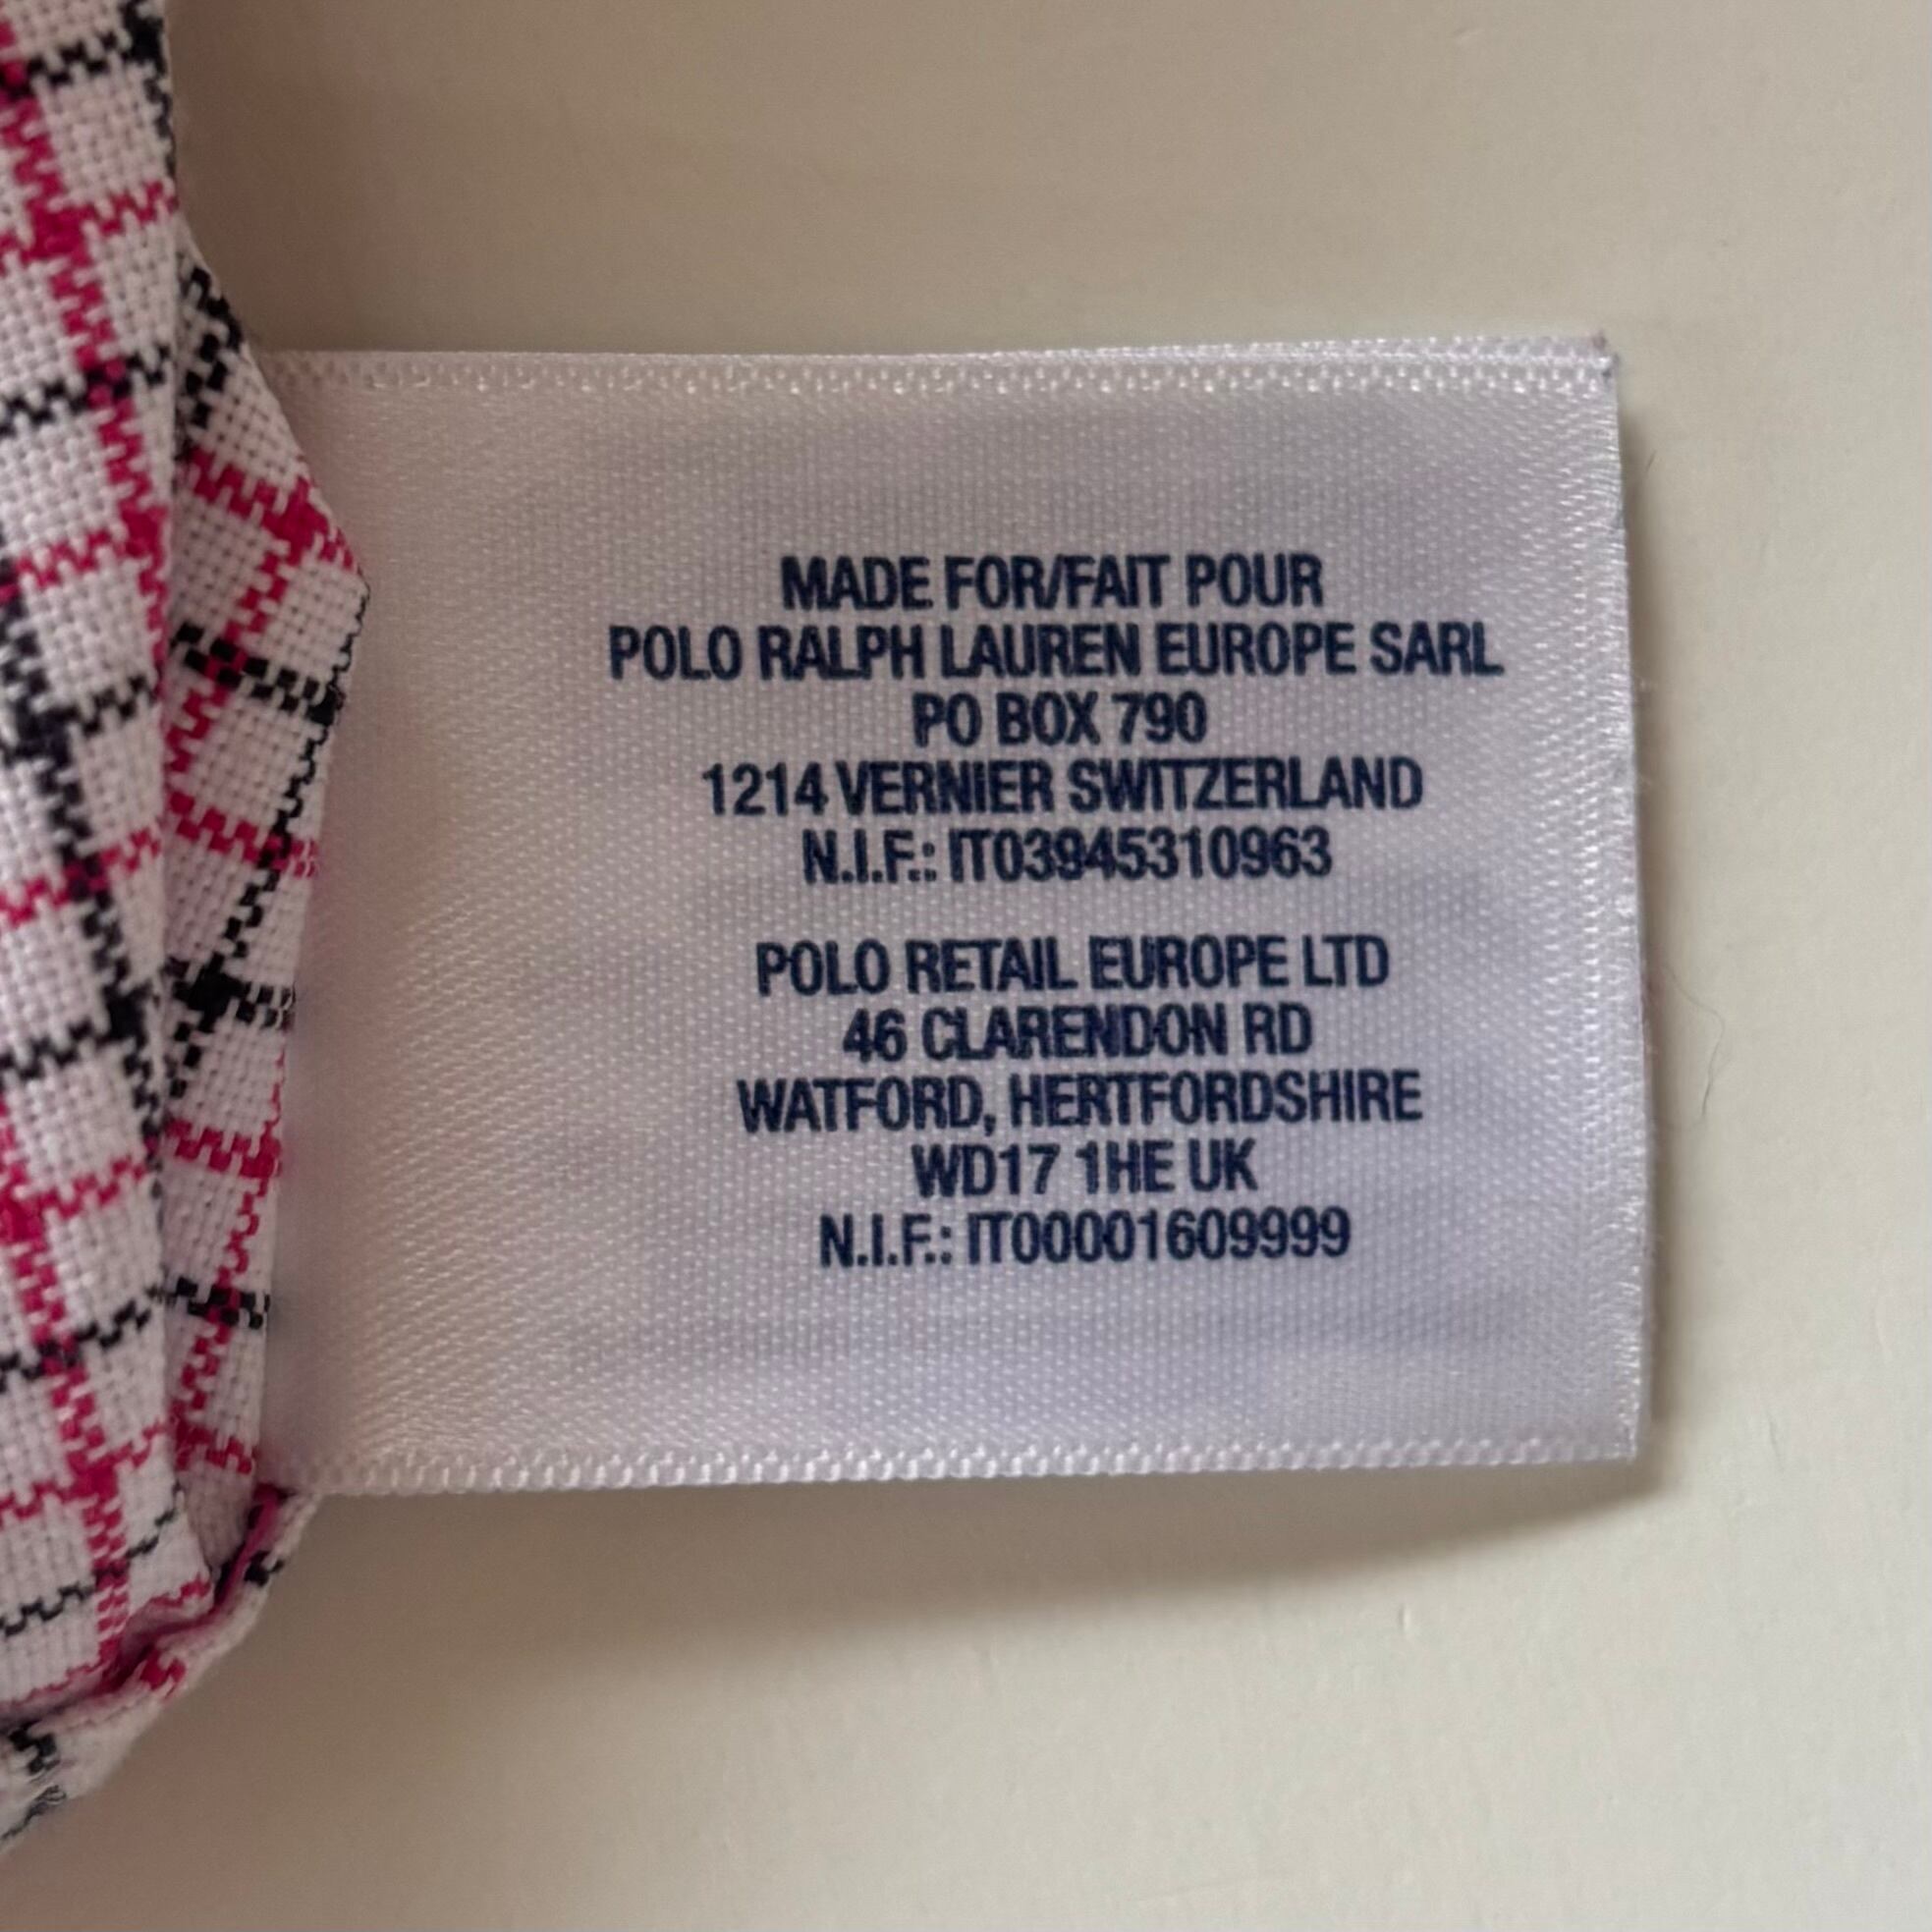 MADE FOR/FAIT POUR
POLO RALPH LAUREN EUROPE SARL
PO BOX 790
1214 VERNIER SWITZERLAND
N.I.F.: IT03945310963
POLO RETAIL EUROPE LTD
46 CLARENDON RD
WATFORD, HERTFORDSHIRE
WD17 1HE UK
N.I.F.: IT00001609999